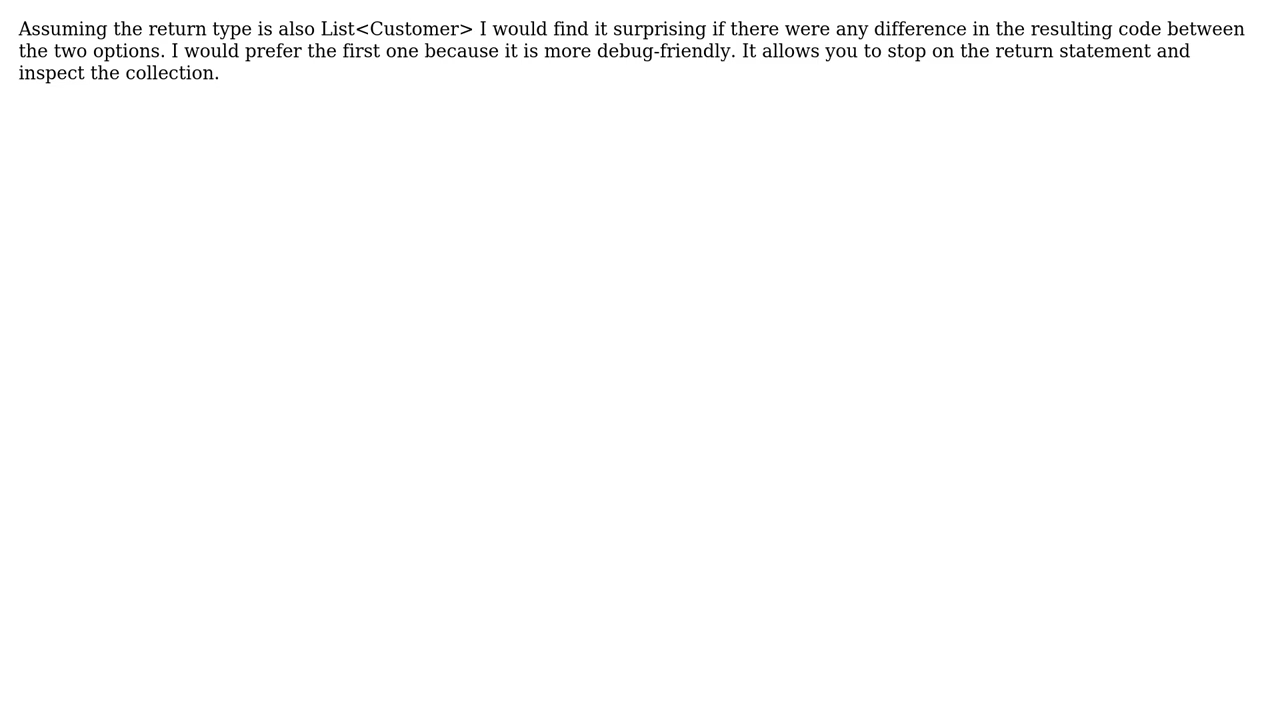 Assuming the return type is also List<Customer> I would find it surprising if there were any difference in the resulting code between
the two options. I would prefer the first one because it is more debug-friendly. It allows you to stop on the return statement and
inspect the collection.